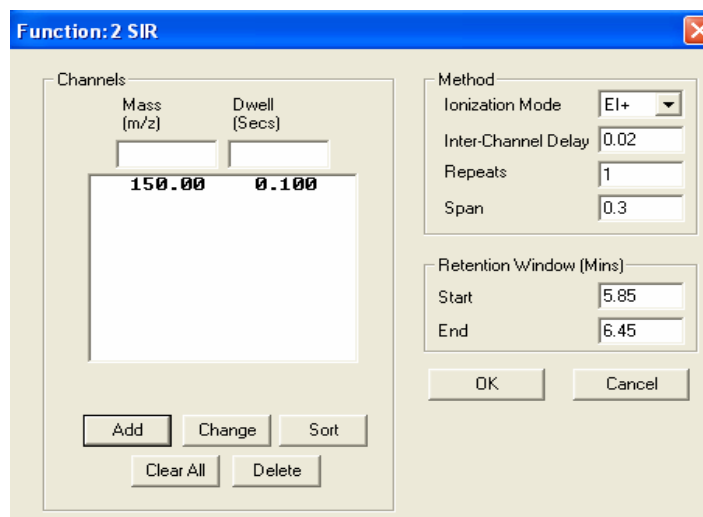 Function: 2 SIR
Channels
Mass (m/z)
Dwell (Secs)
150.00 0.100
Add Change Sort
Clear All Delete
Method
Ionization Mode EI+
Inter-Channel Delay 0.02
Repeats 1
Span 0.3
Retention Window (Mins)
Start 5.85
End 6.45
OK Cancel